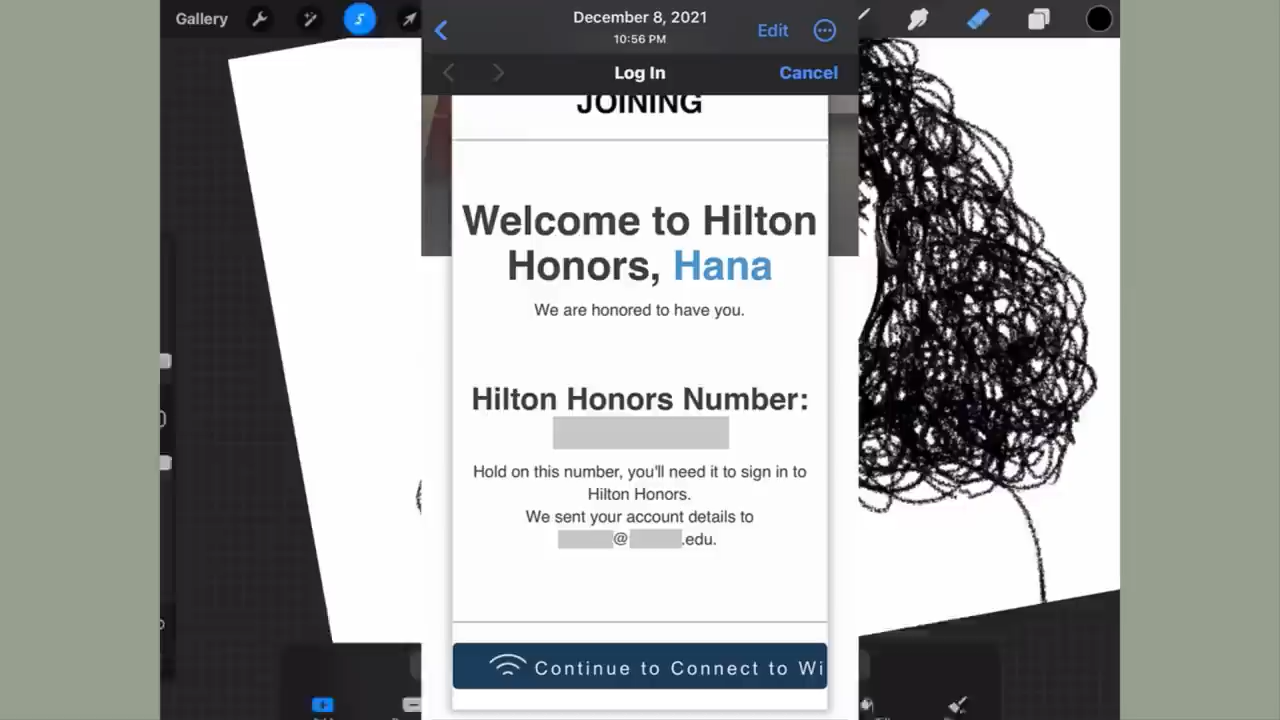 Gallery
December 8, 2021
10:56 PM
Edit
Log In
Cancel
JOINING
Welcome to Hilton
Honors, Hana
We are honored to have you.
Hilton Honors Number:
Hold on this number, you'll need it to sign in to
Hilton Honors.
We sent your account details to
@ .edu.
Continue to Connect to Wi